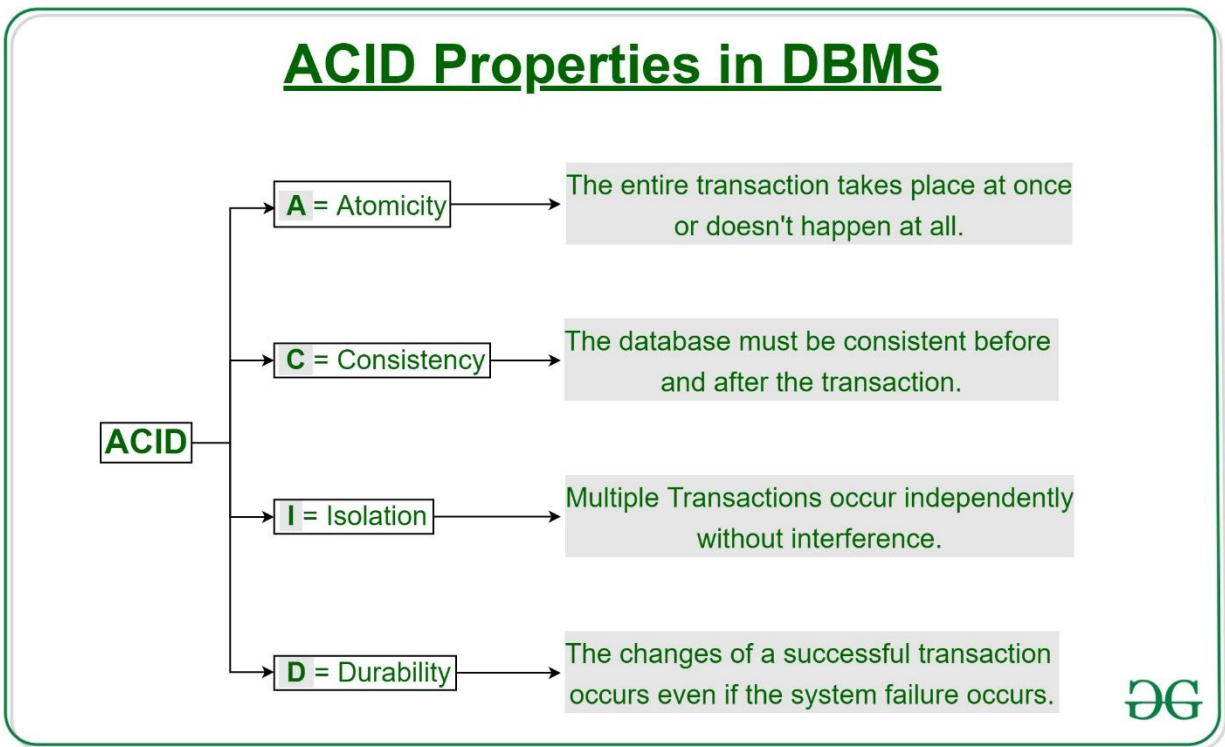 ACID Properties in DBMS
A = Atomicity
The entire transaction takes place at once
or doesn't happen at all.
C = Consistency
The database must be consistent before
and after the transaction.
ACID
I = Isolation
Multiple Transactions occur independently
without interference.
D = Durability
The changes of a successful transaction
occurs even if the system failure occurs.